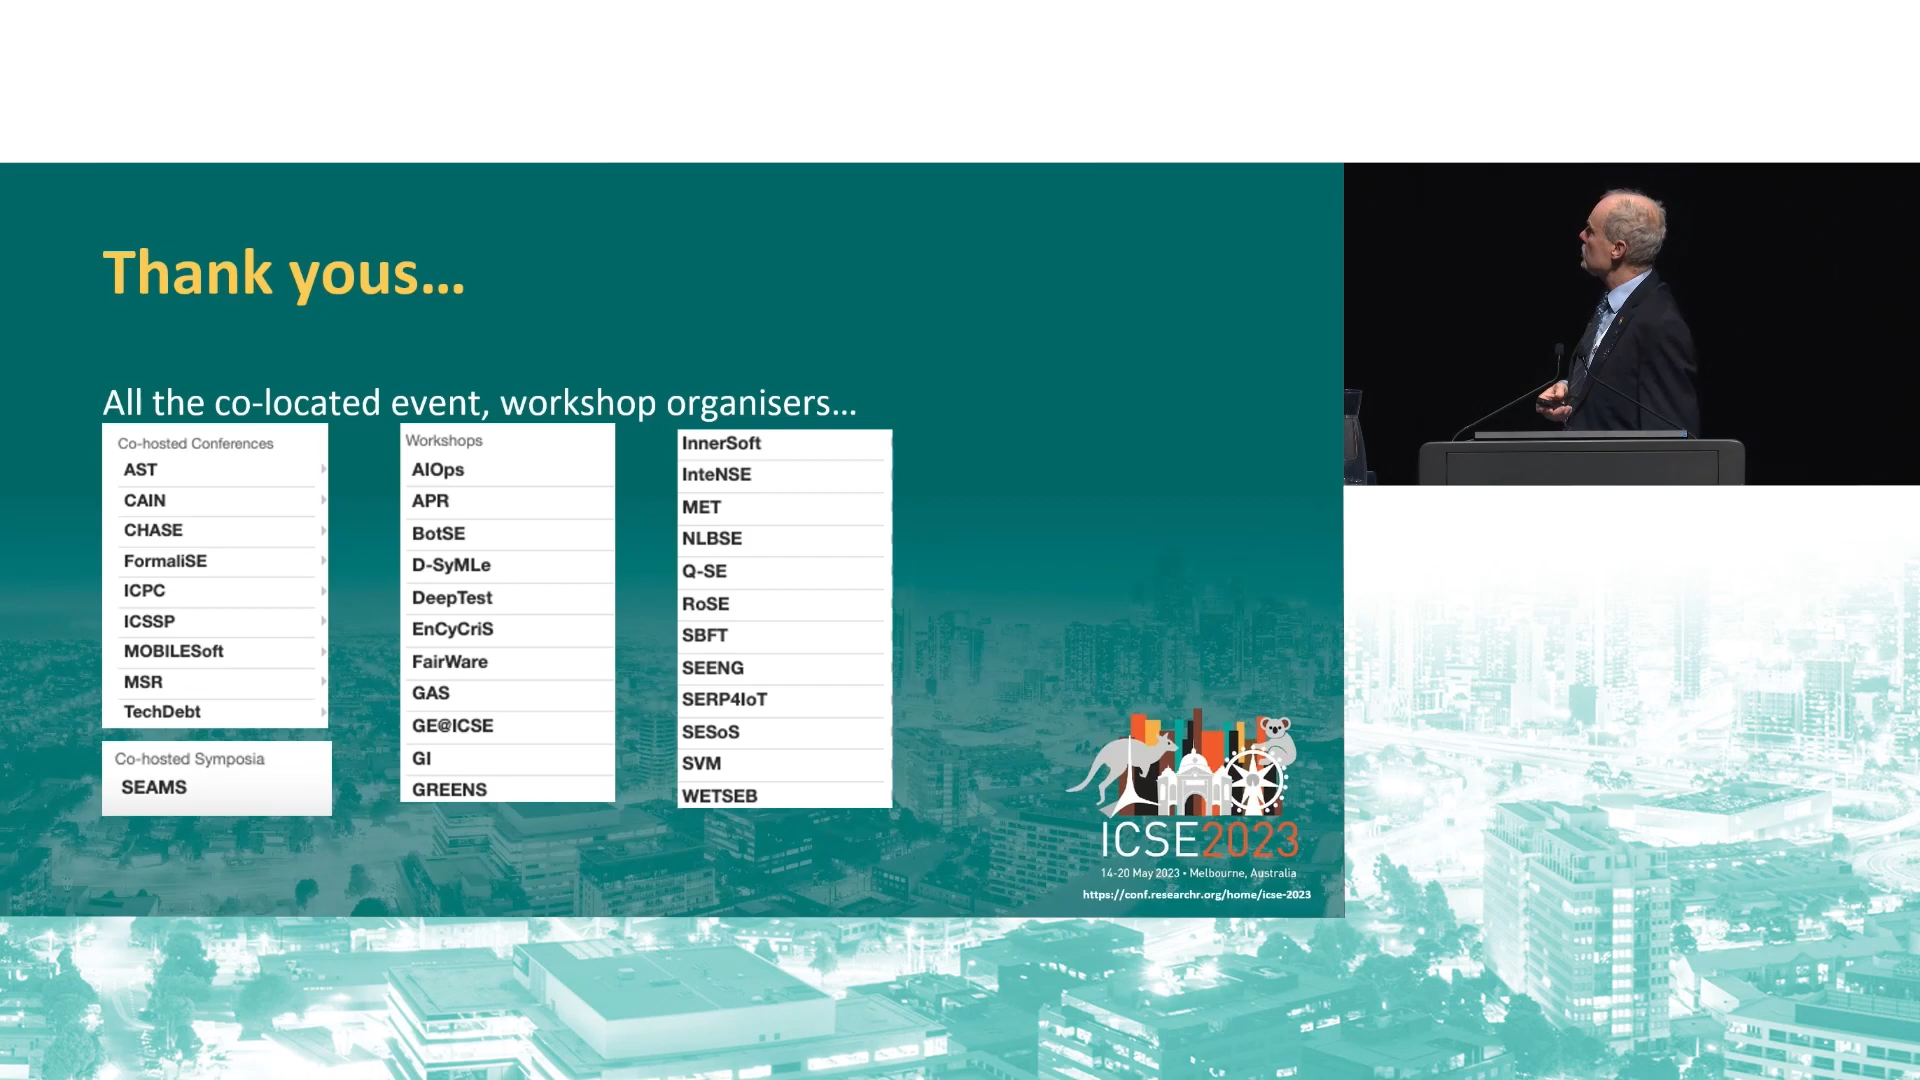 Thank yous...
All the co-located event, workshop organisers...
Co-hosted Conferences
AST
CAIN
CHASE
FormaliSE
ICPC
ICSSP
MOBILESoft
MSR
TechDebt
Co-hosted Symposia
SEAMS
Workshops
AIOps
APR
BotSE
D-SyMLe
DeepTest
EnCyCriS
FairWare
GAS
GE@ICSE
GI
GREENS
InnerSoft
InteNSE
MET
NLBSE
Q-SE
RoSE
SBFT
SEENG
SERP4IoT
SESoS
SVM
WETSEB
ICSE2023
14-20 May 2023 • Melbourne, Australia
https://conf.researchr.org/home/icse-2023